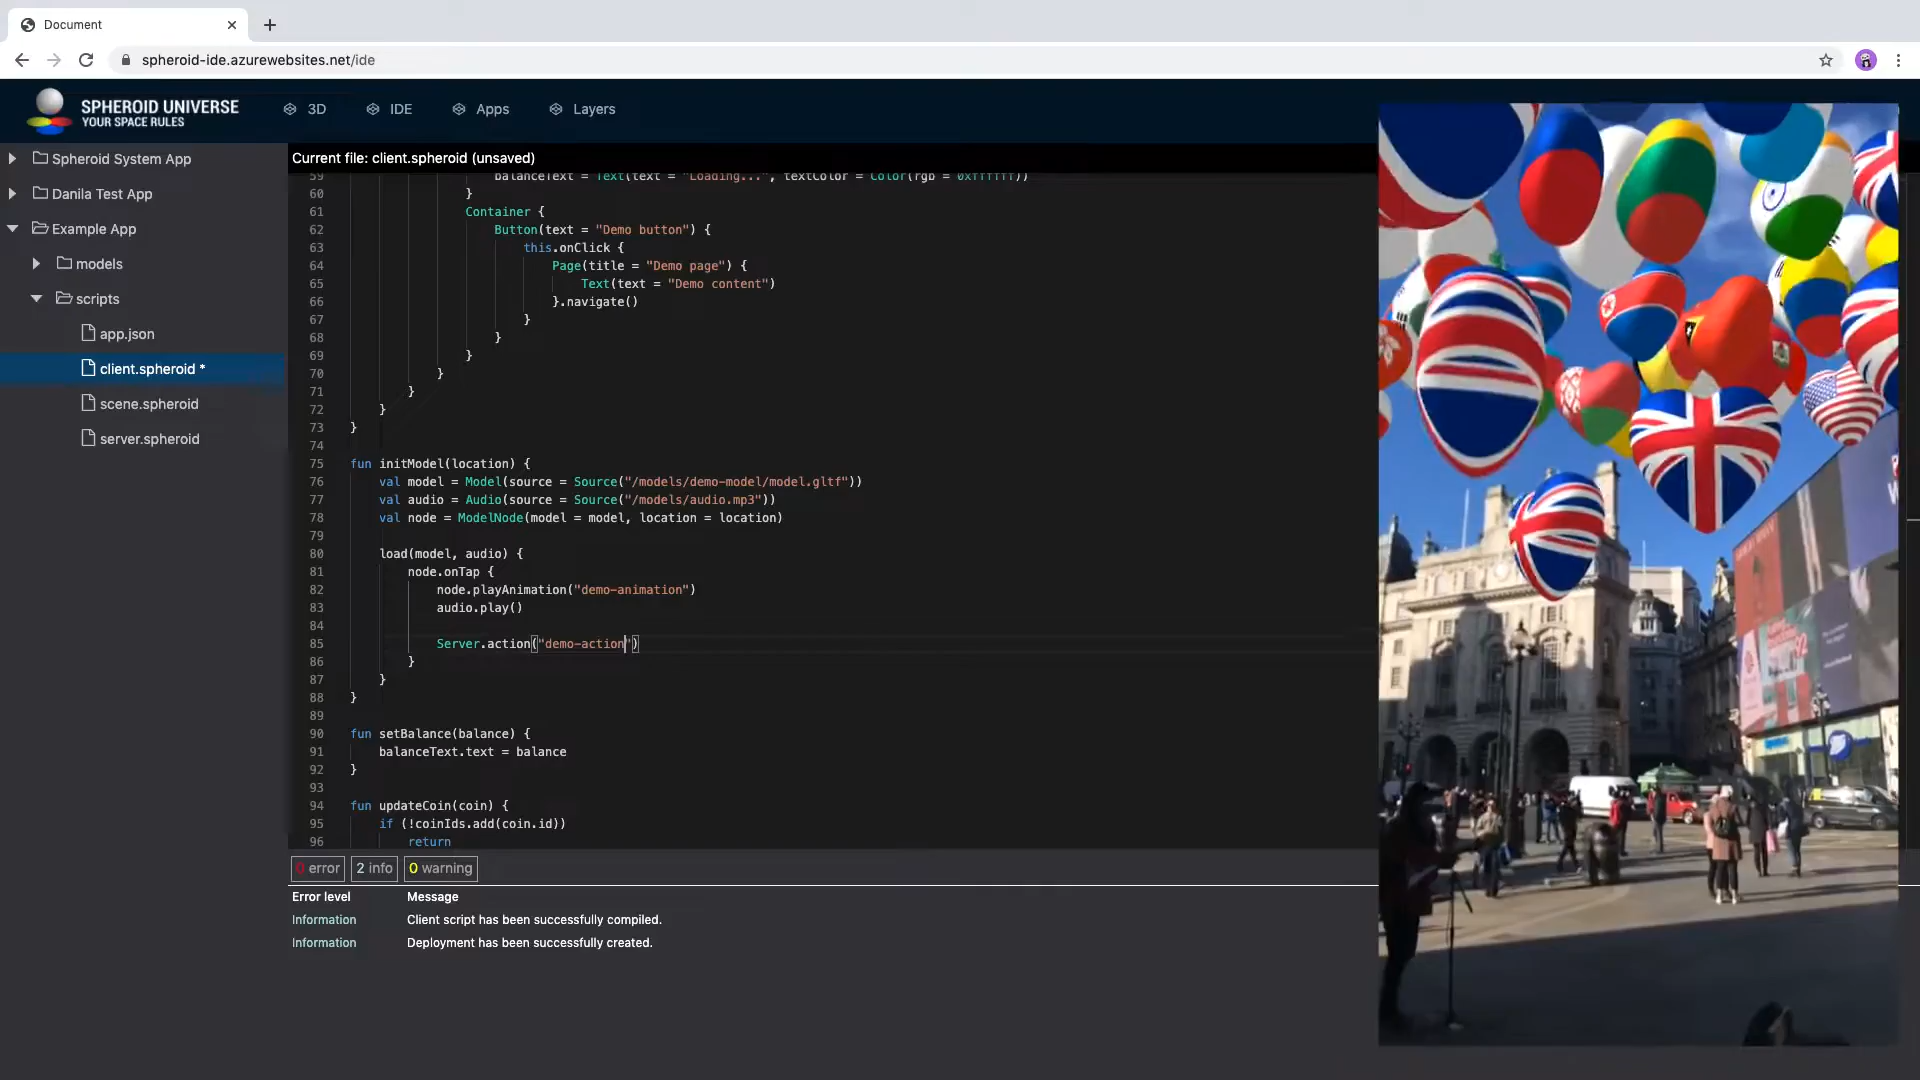 Document
spheroid-ide.azurewebsites.net/ide
SPHEROID UNIVERSE
YOUR SPACE RULES
3D
IDE
Apps
Layers
Spheroid System App
Danila Test App
Example App
models
scripts
app.json
client.spheroid *
scene.spheroid
server.spheroid
Current file: client.spheroid (unsaved)
59 balanceText = Text(text = "Loading...", textColor = Color(rgb = 0xffffff))
60 }
61 Container {
62 Button(text = "Demo button") {
63 this.onClick {
64 Page(title = "Demo page") {
65 Text(text = "Demo content")
66 }.navigate()
67 }
68 }
69 }
70 }
71 }
72 }
73 }
74
75 fun initModel(location) {
76 val model = Model(source = Source("/models/demo-model/model.gltf"))
77 val audio = Audio(source = Source("/models/audio.mp3"))
78 val node = ModelNode(model = model, location = location)
79
80 load(model, audio) {
81 node.onTap {
82 node.playAnimation("demo-animation")
83 audio.play()
84
85 Server.action("demo-action")
86 }
87 }
88 }
89
90 fun setBalance(balance) {
91 balanceText.text = balance
92 }
93
94 fun updateCoin(coin) {
95 if (!coinIds.add(coin.id))
96 return
0 error
2 info
0 warning
Error level Message
Information Client script has been successfully compiled.
Information Deployment has been successfully created.